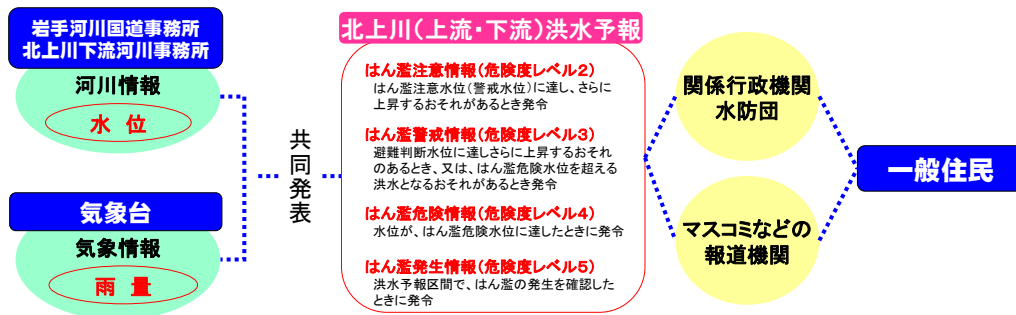 岩手河川国道事務所
北上川下流河川事務所
河川情報
水 位
気象台
気象情報
雨 量
共同発表
北上川(上流・下流)洪水予報
はん濫注意情報(危険度レベル2)
はん濫注意水位(警戒水位)に達し、さらに
上昇するおそれがあるとき発令
はん濫警戒情報(危険度レベル3)
避難判断水位に達しさらに上昇するおそれ
のあるとき、又は、はん濫危険水位を超える
洪水となるおそれがあるとき発令
はん濫危険情報(危険度レベル4)
水位が、はん濫危険水位に達したときに発令
はん濫発生情報(危険度レベル5)
洪水予報区間で、はん濫の発生を確認した
ときに発令
関係行政機関
水防団
マスコミなどの
報道機関
一般住民